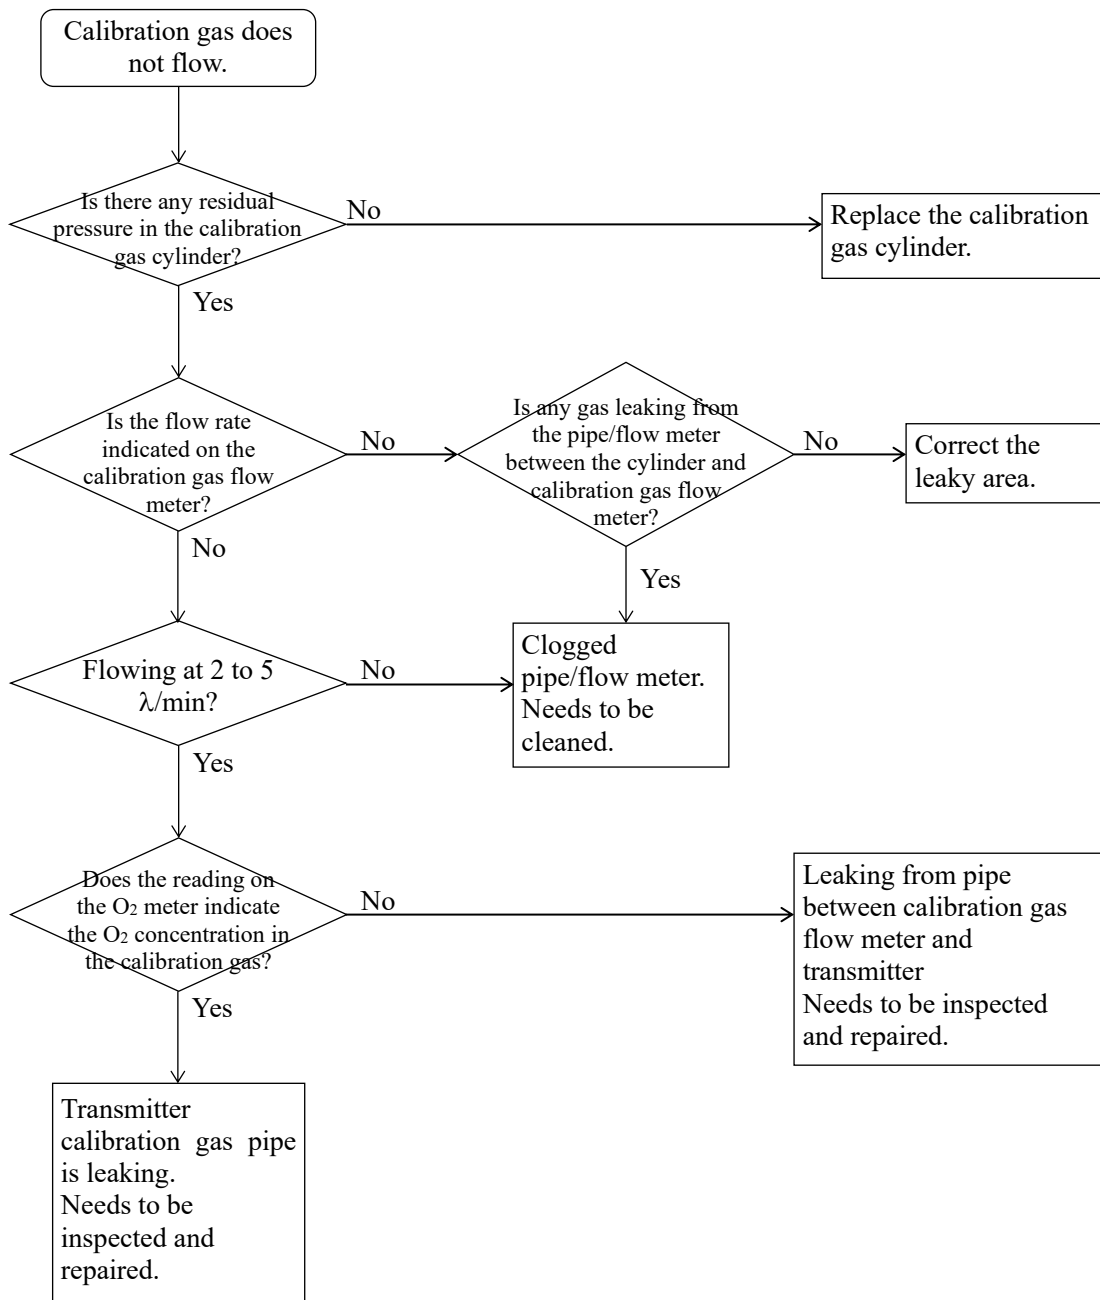 Calibration gas does
not flow.
Is there any residual
pressure in the calibration
gas cylinder?
No
Replace the calibration
gas cylinder.
Yes
Is the flow rate
indicated on the
calibration gas flow
meter?
No
Is any gas leaking from
the pipe/flow meter
between the cylinder and
calibration gas flow
meter?
No
Correct the
leaky area.
No
Yes
Flowing at 2 to 5
λ/min?
No
Clogged
pipe/flow meter.
Needs to be
cleaned.
Yes
Does the reading on
the O₂ meter indicate
the O₂ concentration in
the calibration gas?
No
Leaking from pipe
between calibration gas
flow meter and
transmitter
Needs to be inspected
and repaired.
Yes
Transmitter
calibration gas pipe
is leaking.
Needs to be
inspected and
repaired.